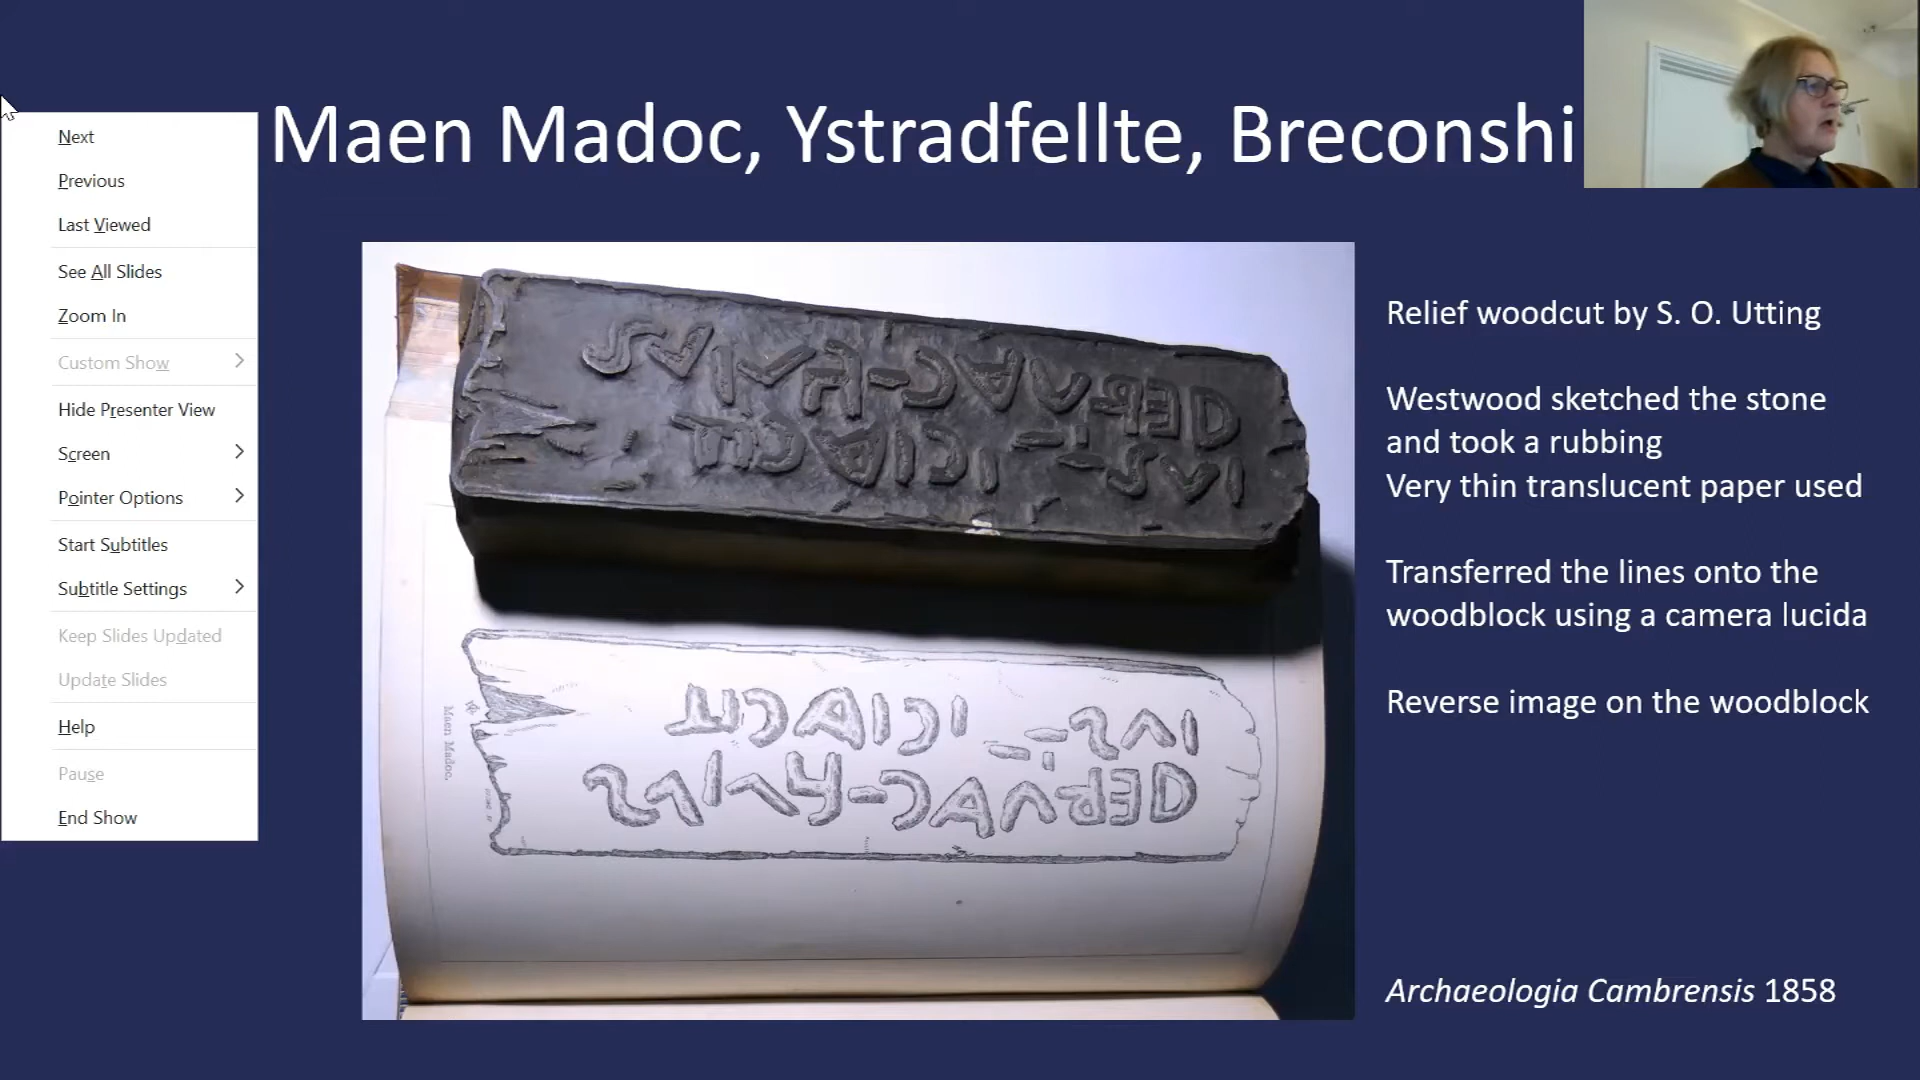 Maen Madoc, Ystradfellte, Breconshi
Next
Previous
Last Viewed
See All Slides
Zoom In
Custom Show
Hide Presenter View
Screen
Pointer Options
Start Subtitles
Subtitle Settings
Keep Slides Updated
Update Slides
Help
Pause
End Show
Maen Madoc.
Relief woodcut by S. O. Utting
Westwood sketched the stone
and took a rubbing
Very thin translucent paper used
Transferred the lines onto the
woodblock using a camera lucida
Reverse image on the woodblock
Archaeologia Cambrensis 1858